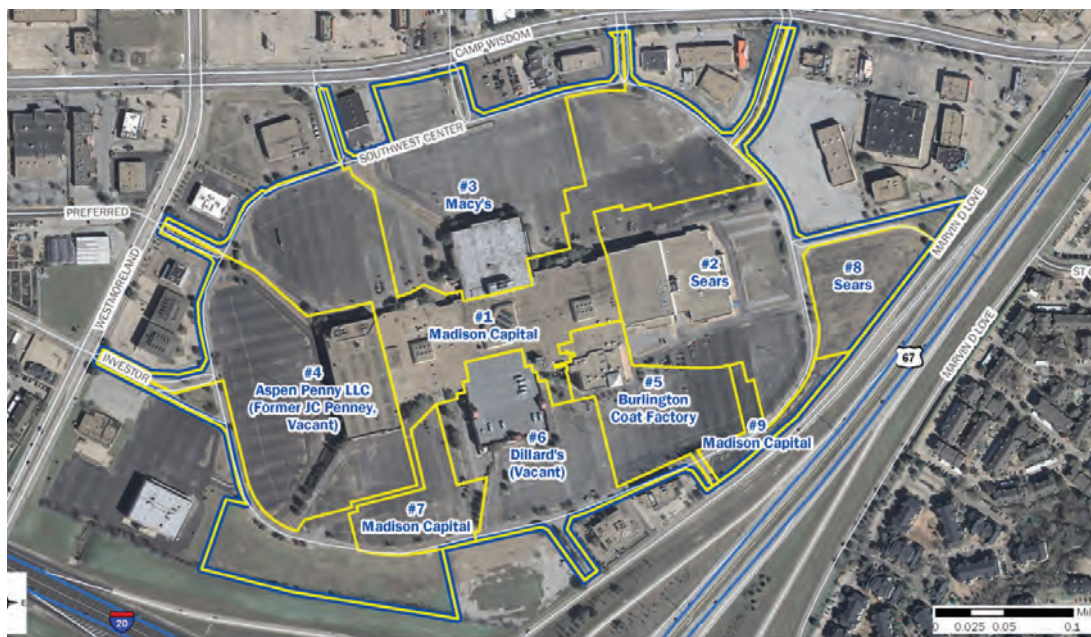 CAMP WISDOM
SOUTHWEST CENTER
#3
Macy's
PREFERRED
WESTMORELAND
MARVIN D LOVE
#2
Sears
#8
Sears
ST
#1
Madison Capital
67
MARVIN D LOVE
INVESTOR
#4
Aspen Penny LLC
(Former JC Penney,
Vacant)
#5
Burlington
Coat Factory
#9
Madison Capital
#6
Dillard's
(Vacant)
#7
Madison Capital
E
20
Mil
0 0.025 0.05 0.1